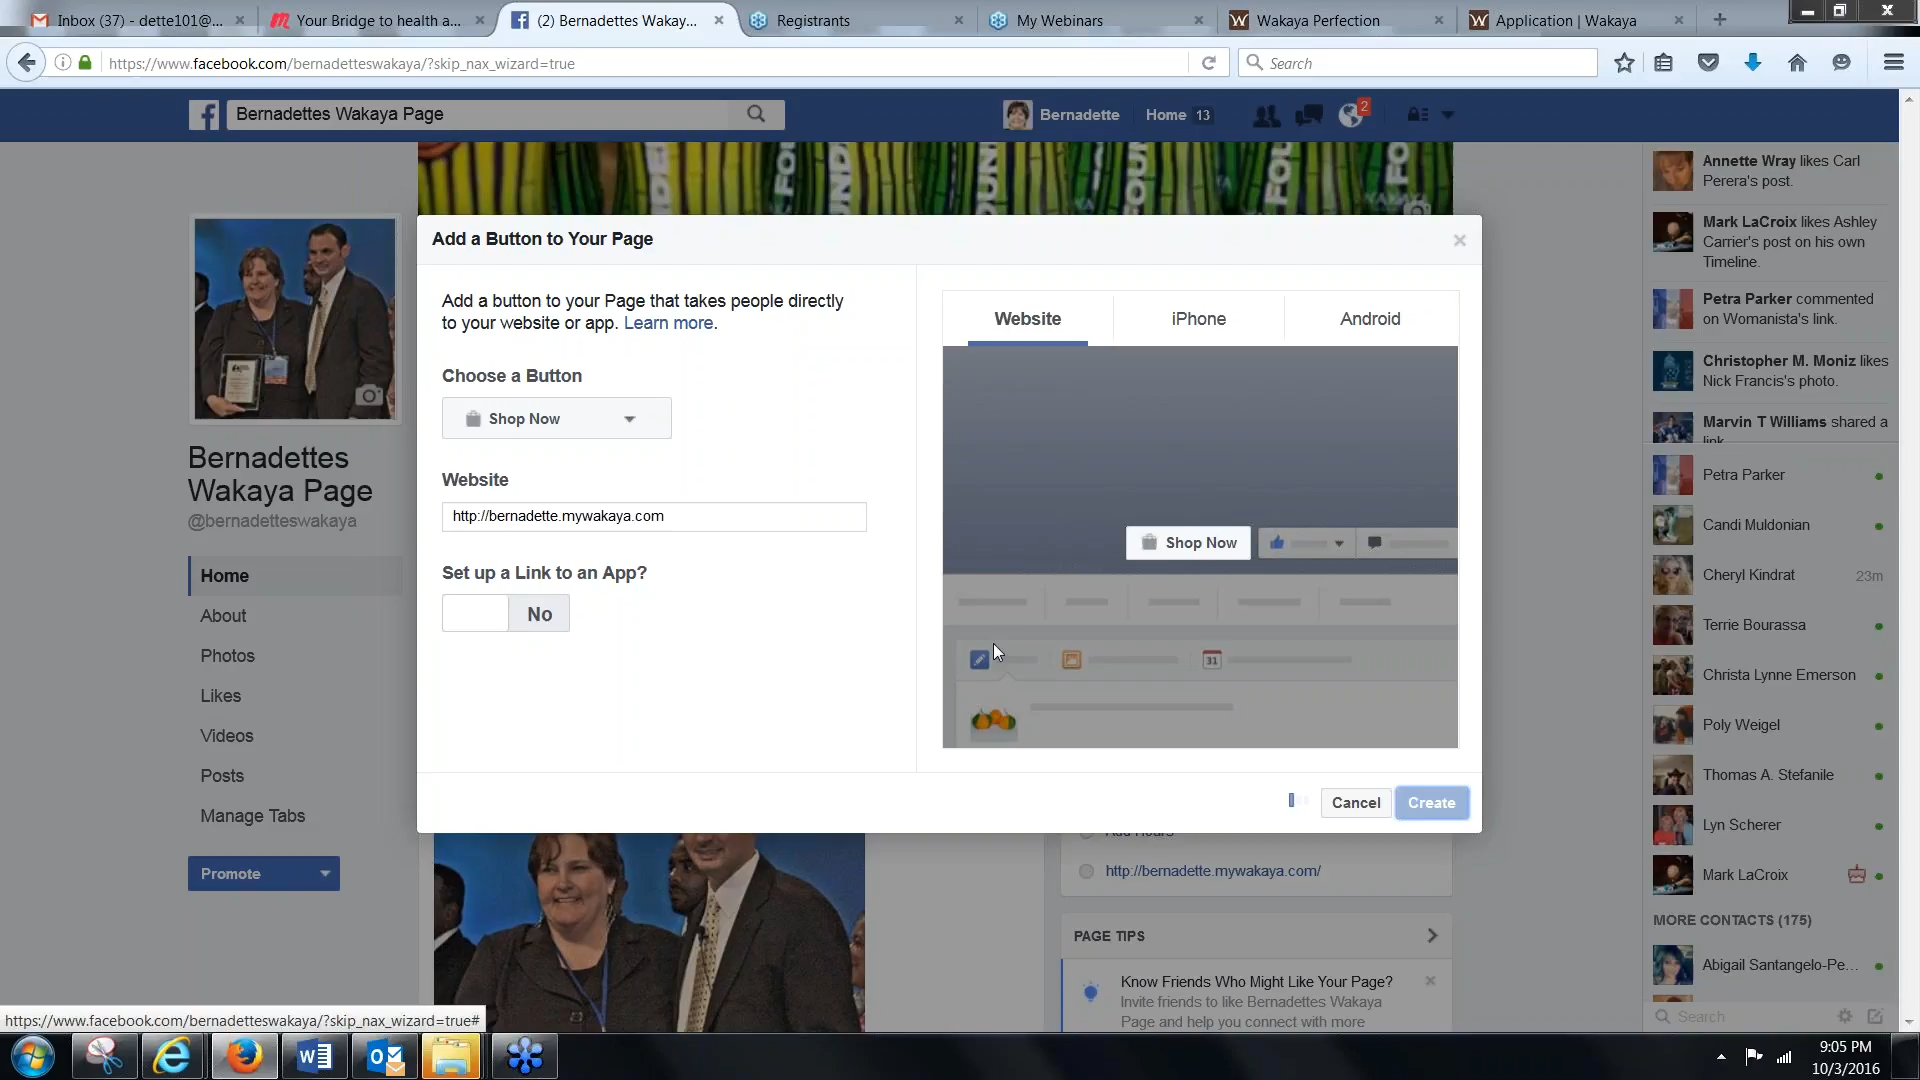 Inbox (37) - dette101@...
Your Bridge to health a...
(2) Bernadettes Wakay...
Registrants
My Webinars
Wakaya Perfection
Application | Wakaya
https://www.facebook.com/bernadetteswakaya/?skip_nax_wizard=true
Search
Bernadettes Wakaya Page
Bernadette
Home 13
2
Annette Wray likes Carl
Perera's post.
Mark LaCroix likes Ashley
Carrier's post on his own
Timeline.
Petra Parker commented
on Womanista's link.
Christopher M. Moniz likes
Nick Francis's photo.
Marvin T Williams shared a
link.
Bernadettes
Wakaya Page
@bernadetteswakaya
Home
About
Photos
Likes
Videos
Posts
Manage Tabs
Promote
Add a Button to Your Page
Add a button to your Page that takes people directly
to your website or app. Learn more.
Choose a Button
Shop Now
Website
http://bernadette.mywakaya.com
Set up a Link to an App?
No
Website
iPhone
Android
Shop Now
31
Cancel
Create
Add Hours
http://bernadette.mywakaya.com/
PAGE TIPS
Know Friends Who Might Like Your Page?
Invite friends to like Bernadettes Wakaya
Page and help you connect with more
Petra Parker
Candi Muldonian
Cheryl Kindrat 23m
Terrie Bourassa
Christa Lynne Emerson
Poly Weigel
Thomas A. Stefanile
Lyn Scherer
Mark LaCroix
MORE CONTACTS (175)
Abigail Santangelo-Pe...
Search
https://www.facebook.com/bernadetteswakaya/?skip_nax_wizard=true#
9:05 PM
10/3/2016